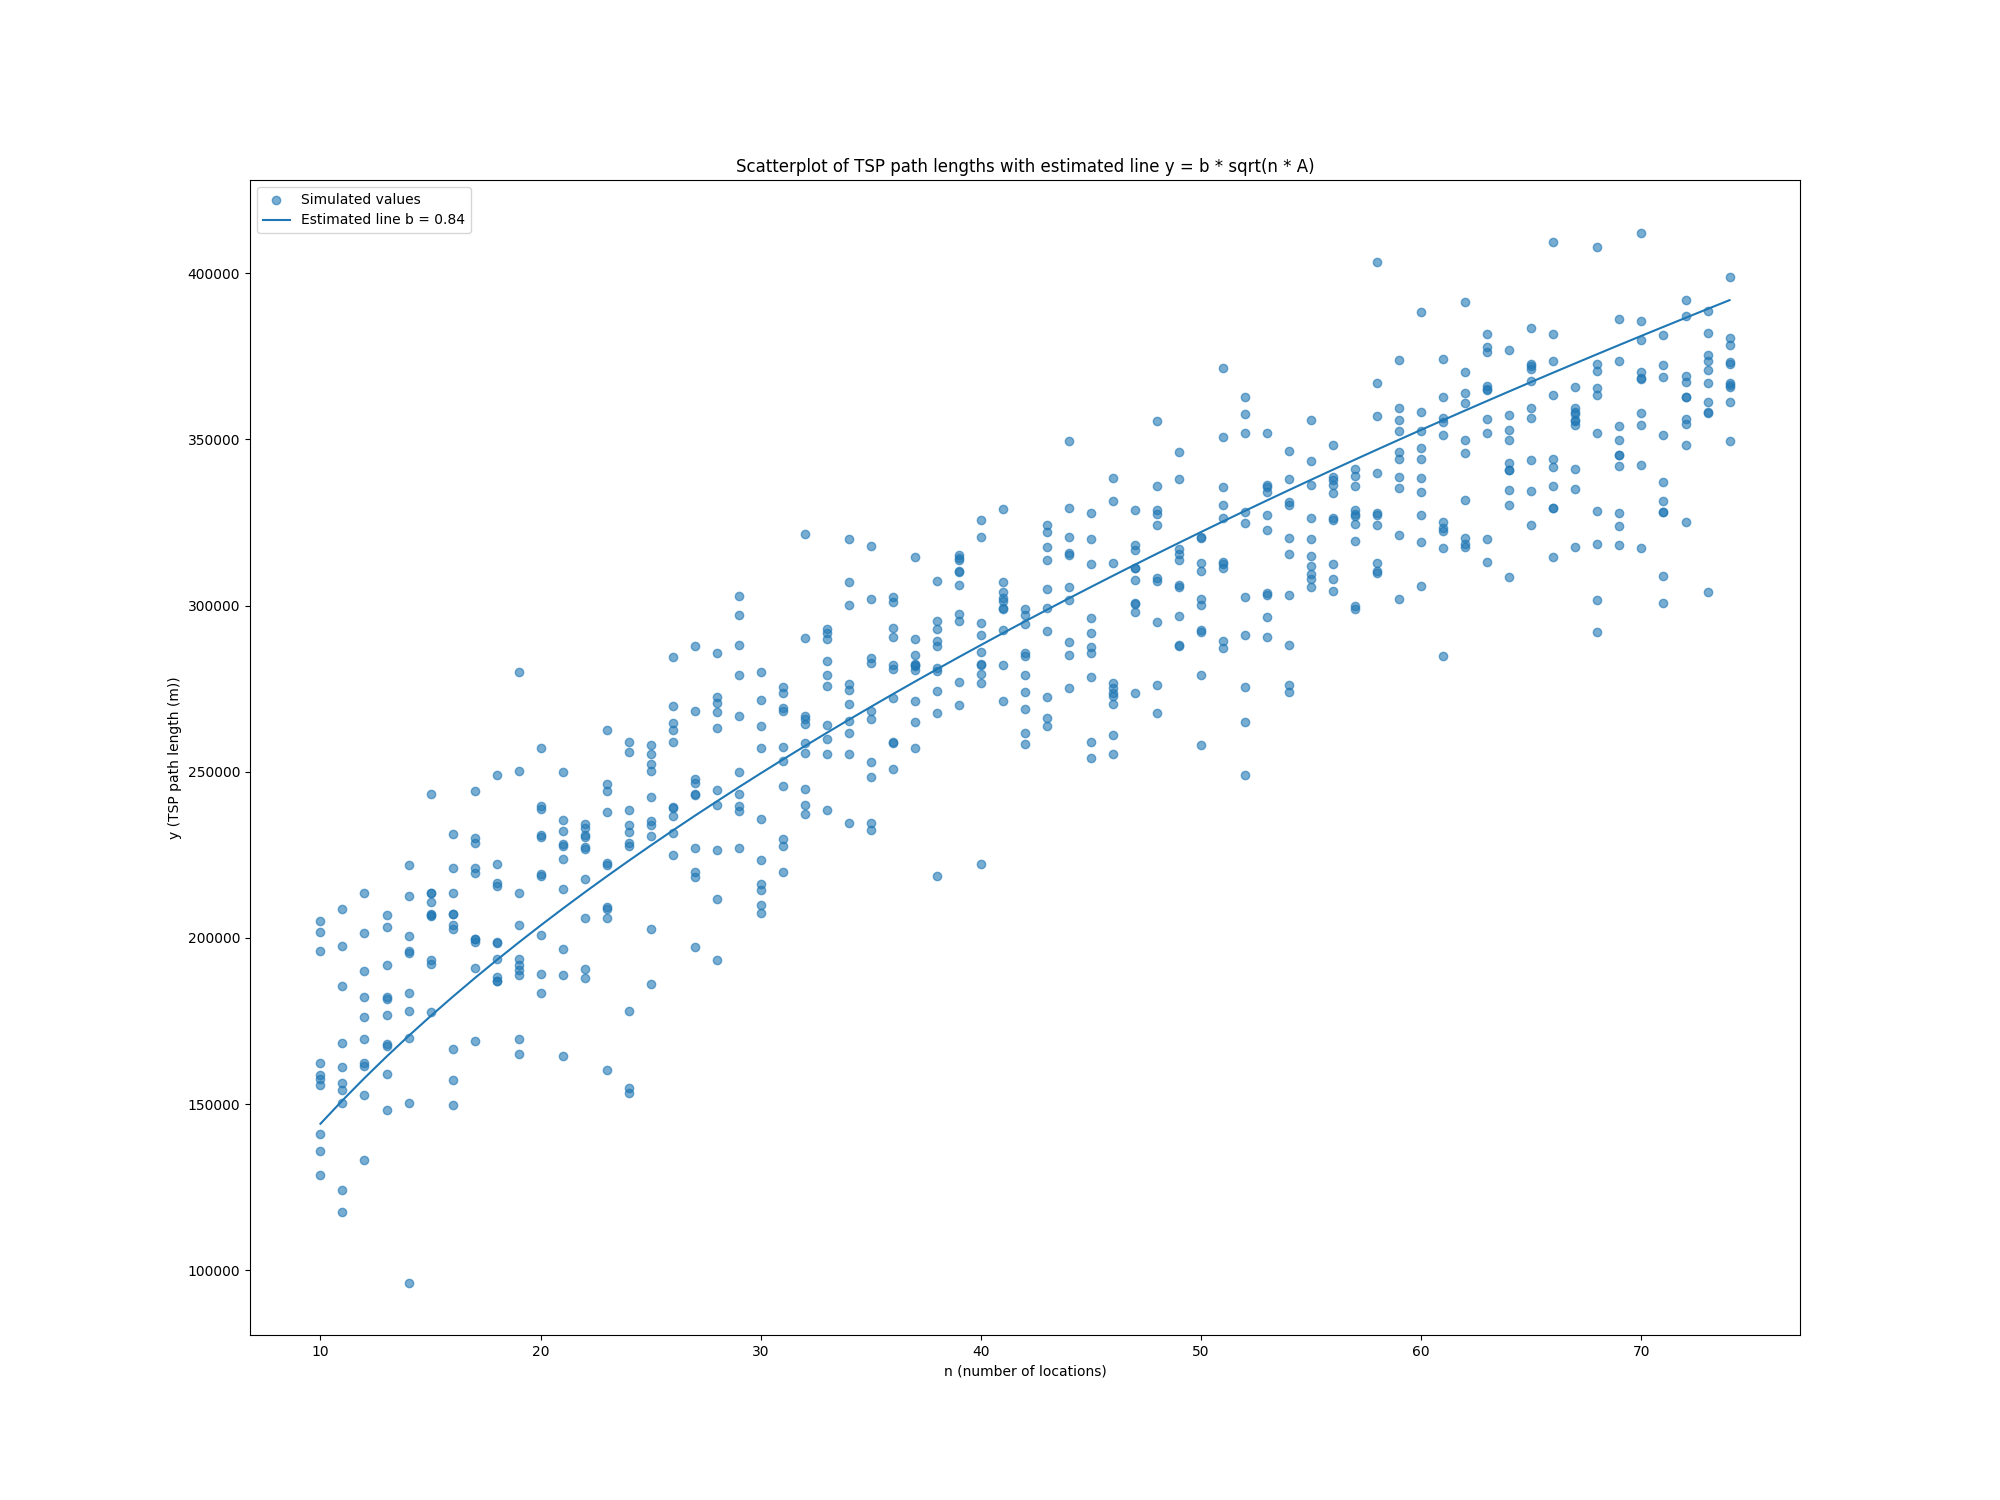 Scatterplot of TSP path lengths with estimated line y = b * sqrt(n * A)
Simulated values
Estimated line b = 0.84
400000
350000
300000
250000
200000
150000
100000
y (TSP path length (m))
10 20 30 40 50 60 70
n (number of locations)